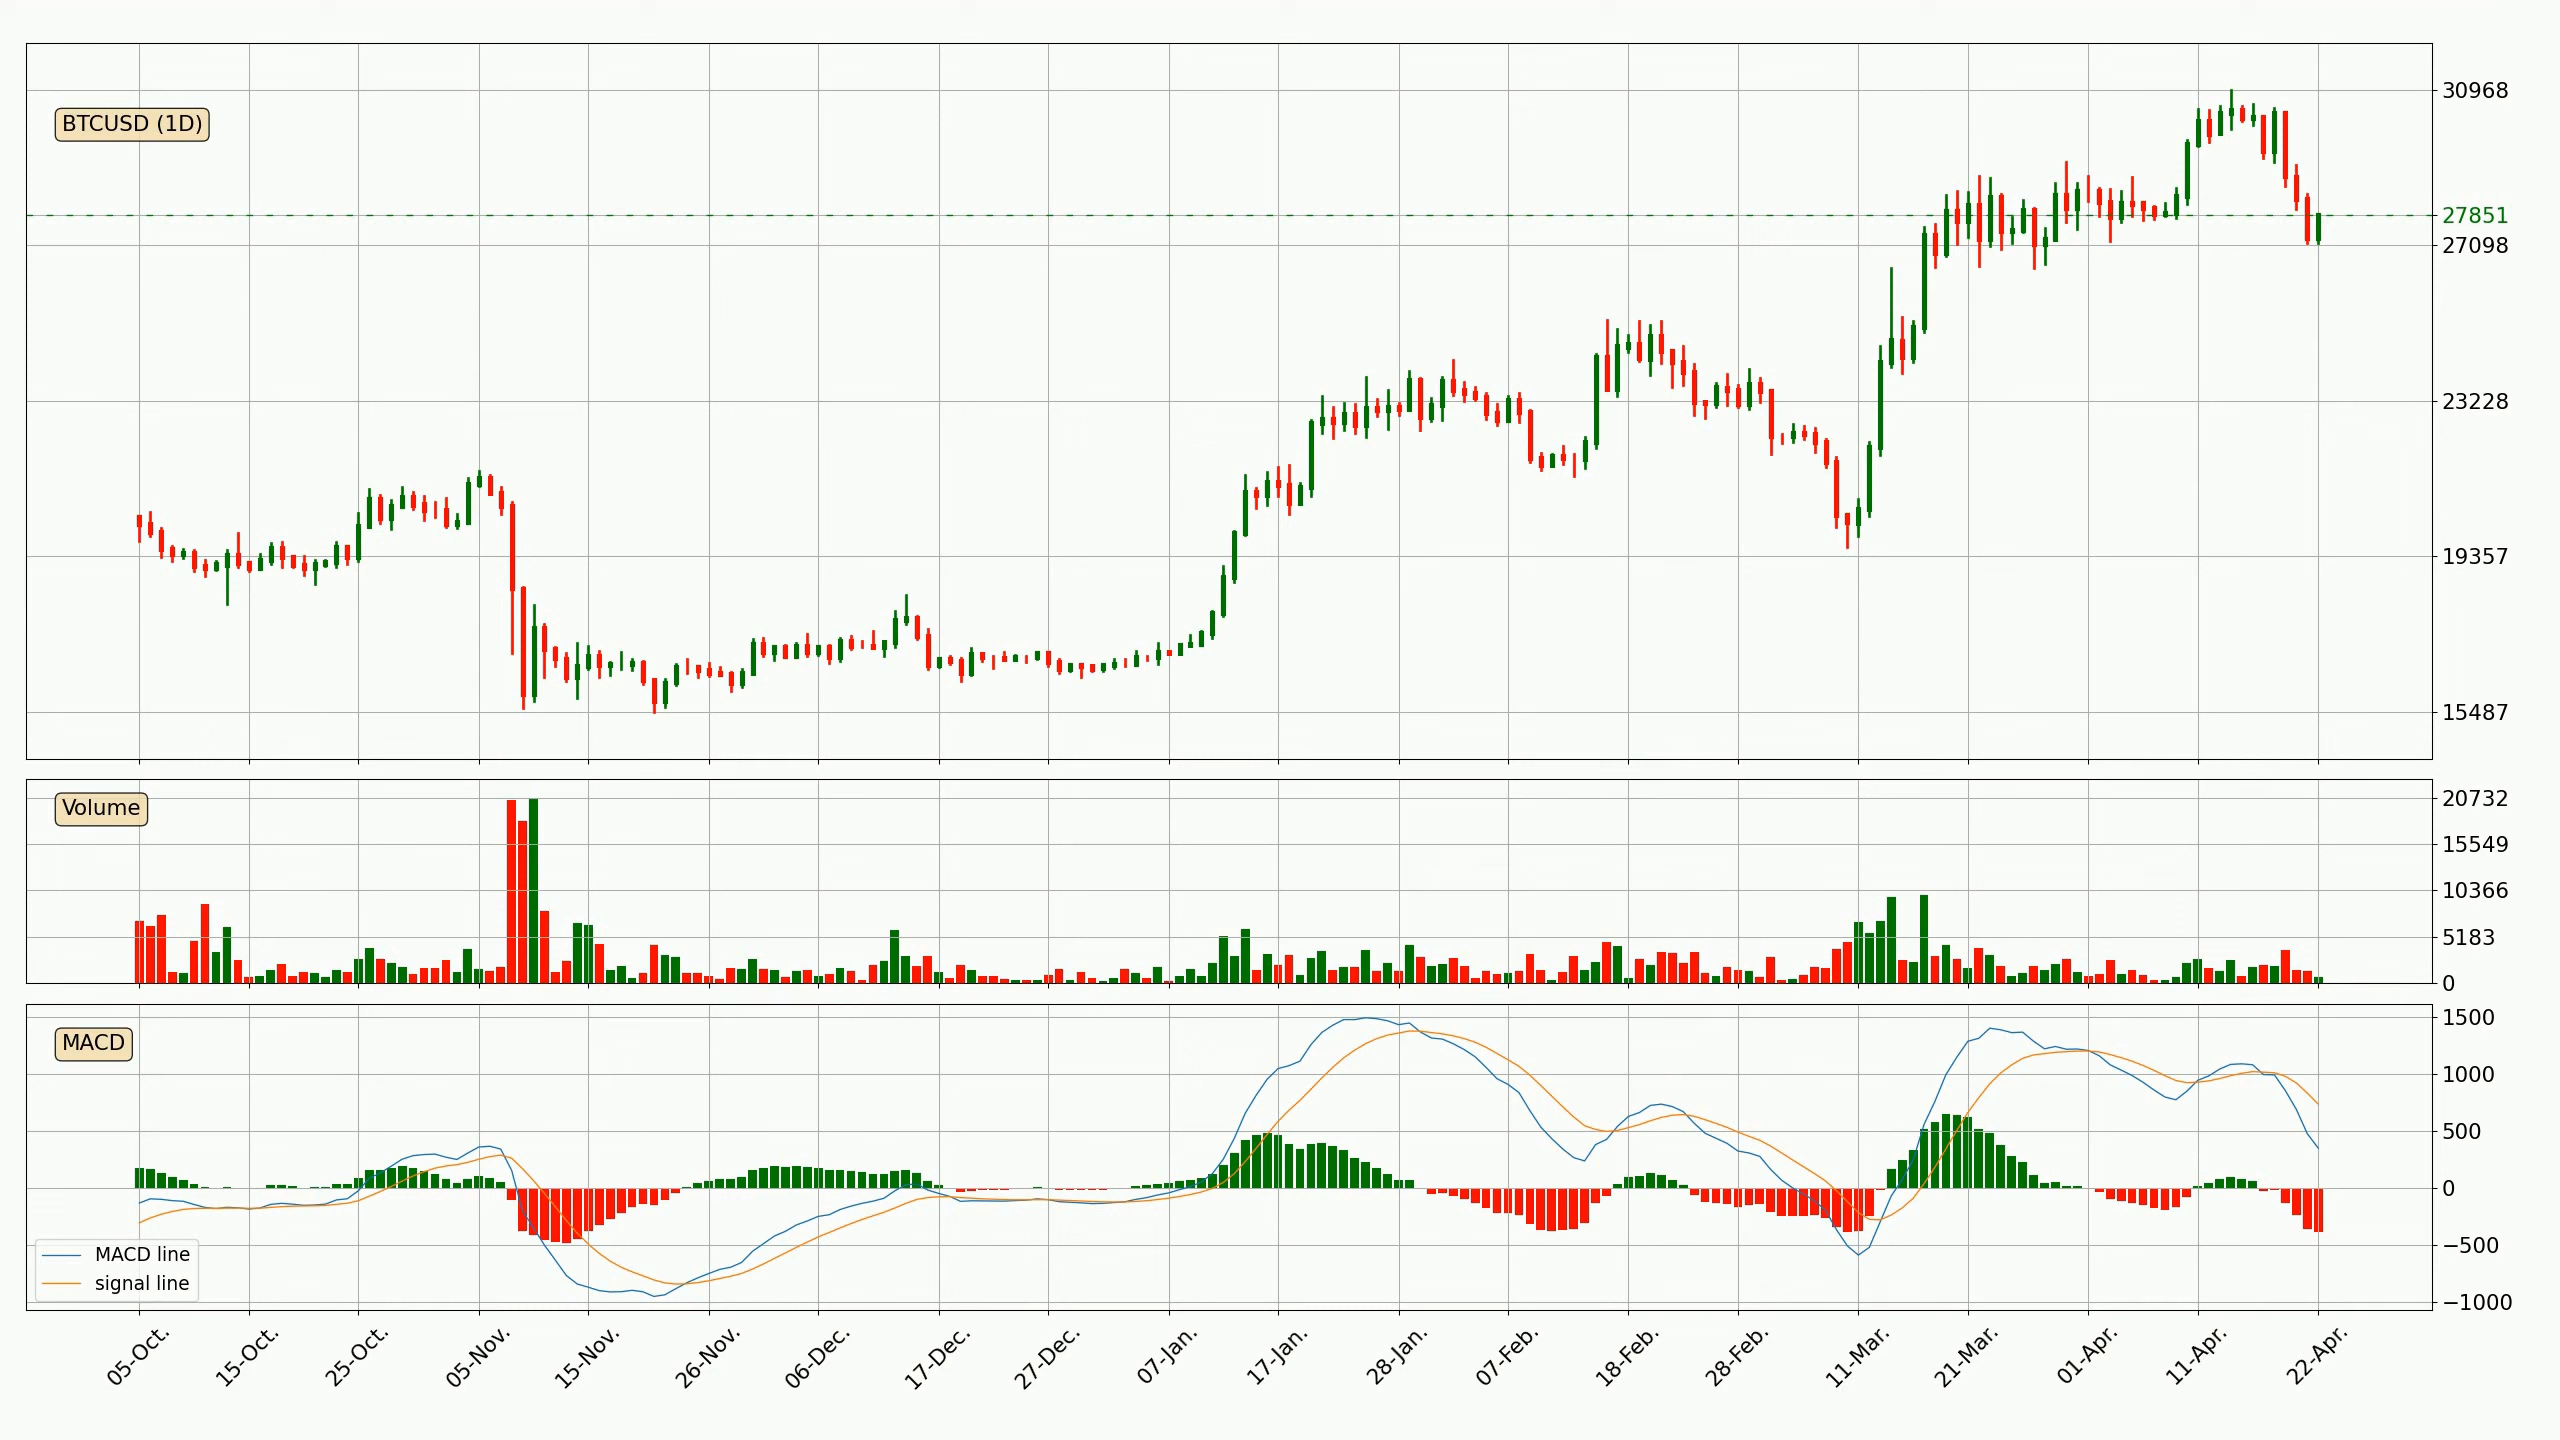 BTCUSD (1D)
30968
27851
27098
23228
19357
15487
Volume
20732
15549
10366
5183
0
MACD
1500
1000
500
0
−500
−1000
MACD line
signal line
05-Oct.
15-Oct.
25-Oct.
05-Nov.
15-Nov.
26-Nov.
06-Dec.
17-Dec.
27-Dec.
07-Jan.
17-Jan.
28-Jan.
07-Feb.
18-Feb.
28-Feb.
11-Mar.
21-Mar.
01-Apr.
11-Apr.
22-Apr.